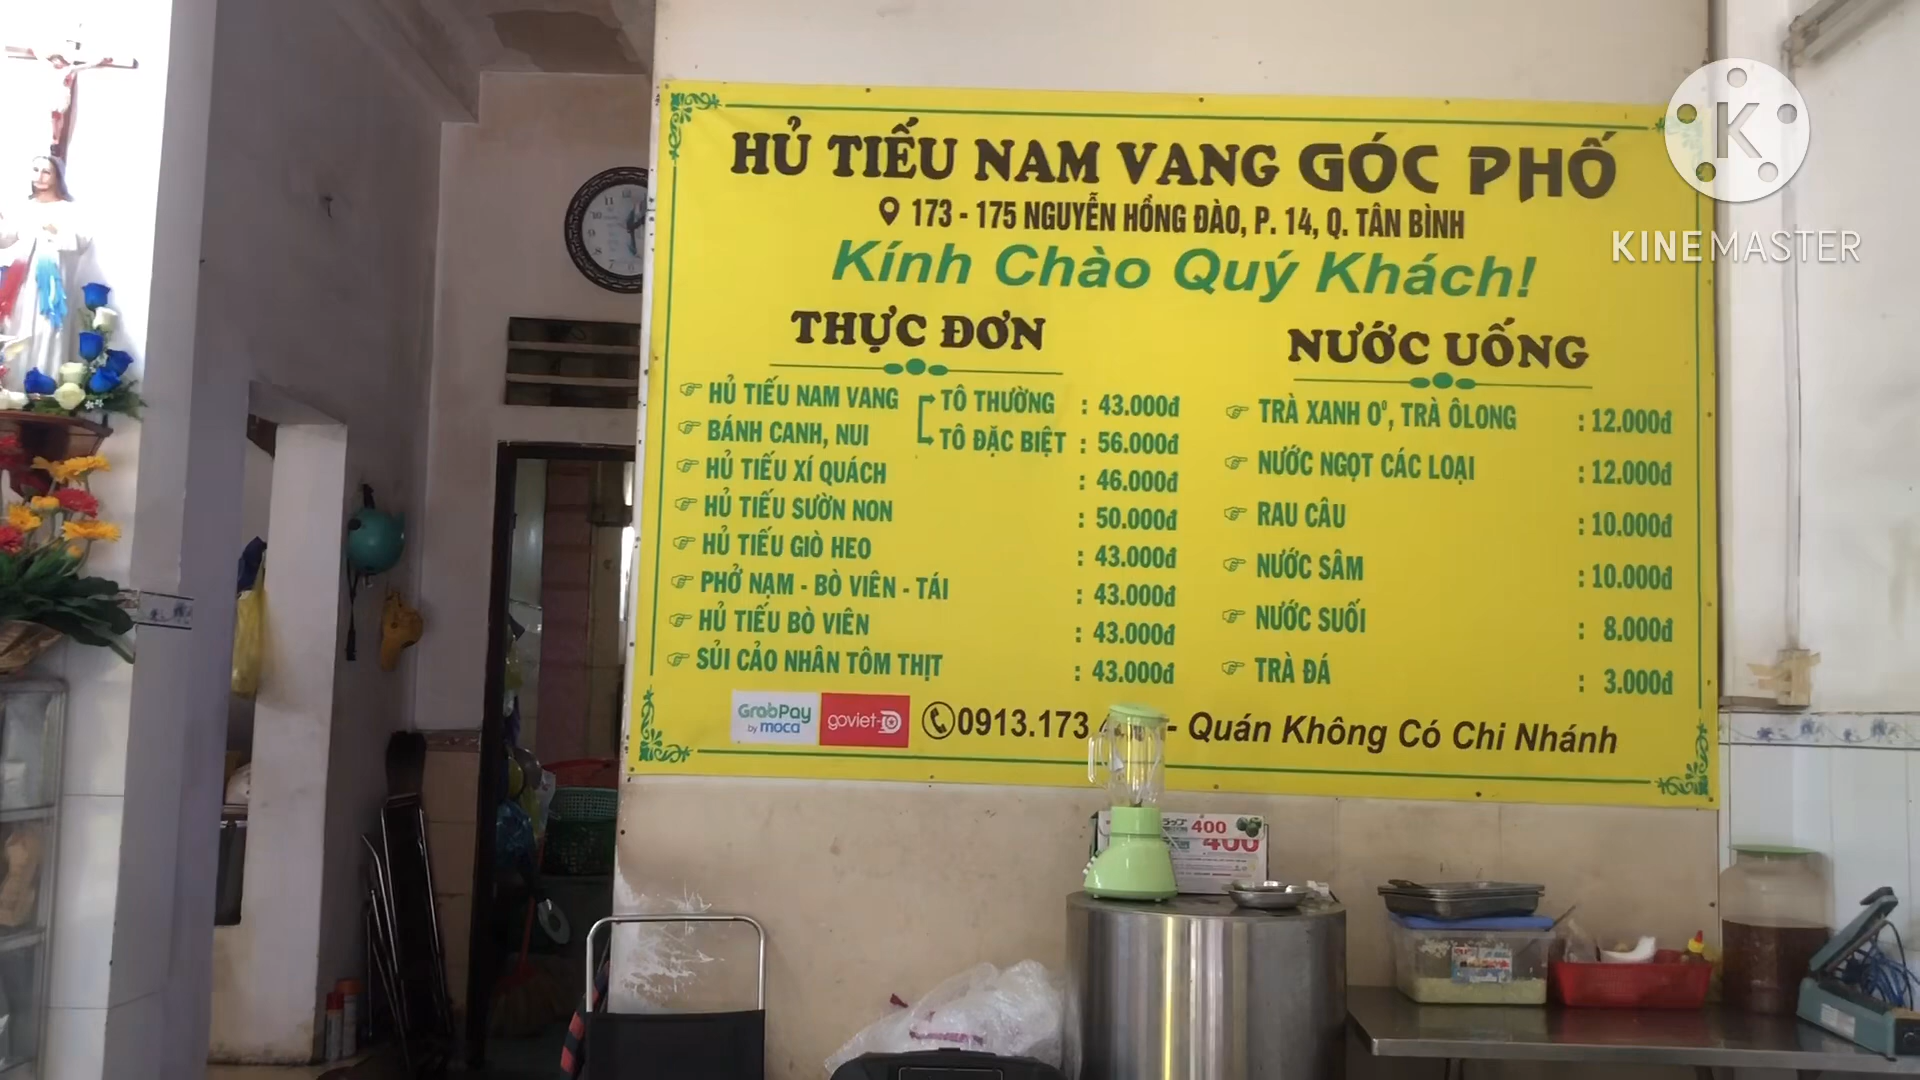 HỦ TIẾU NAM VANG GÓC PHỐ
173 - 175 NGUYỄN HỒNG ĐÀO, P. 14, Q. TÂN BÌNH
Kính Chào Quý Khách!
THỰC ĐƠN
HỦ TIẾU NAM VANG TÔ THƯỜNG : 43.000đ
BÁNH CANH, NUI TÔ ĐẶC BIỆT : 56.000đ
HỦ TIẾU XÍ QUÁCH : 46.000đ
HỦ TIẾU SƯỜN NON : 50.000đ
HỦ TIẾU GIÒ HEO : 43.000đ
PHỞ NẠM - BÒ VIÊN - TÁI : 43.000đ
HỦ TIẾU BÒ VIÊN : 43.000đ
SỦI CẢO NHÂN TÔM THỊT : 43.000đ
NƯỚC UỐNG
TRÀ XANH Oº, TRÀ ÔLONG : 12.000đ
NƯỚC NGỌT CÁC LOẠI : 12.000đ
RAU CÂU : 10.000đ
NƯỚC SÂM : 10.000đ
NƯỚC SUỐI : 8.000đ
TRÀ ĐÁ : 3.000đ
GrabPay
by moca
goviet
0913.173 - Quán Không Có Chi Nhánh
K
KINEMASTER
400
400